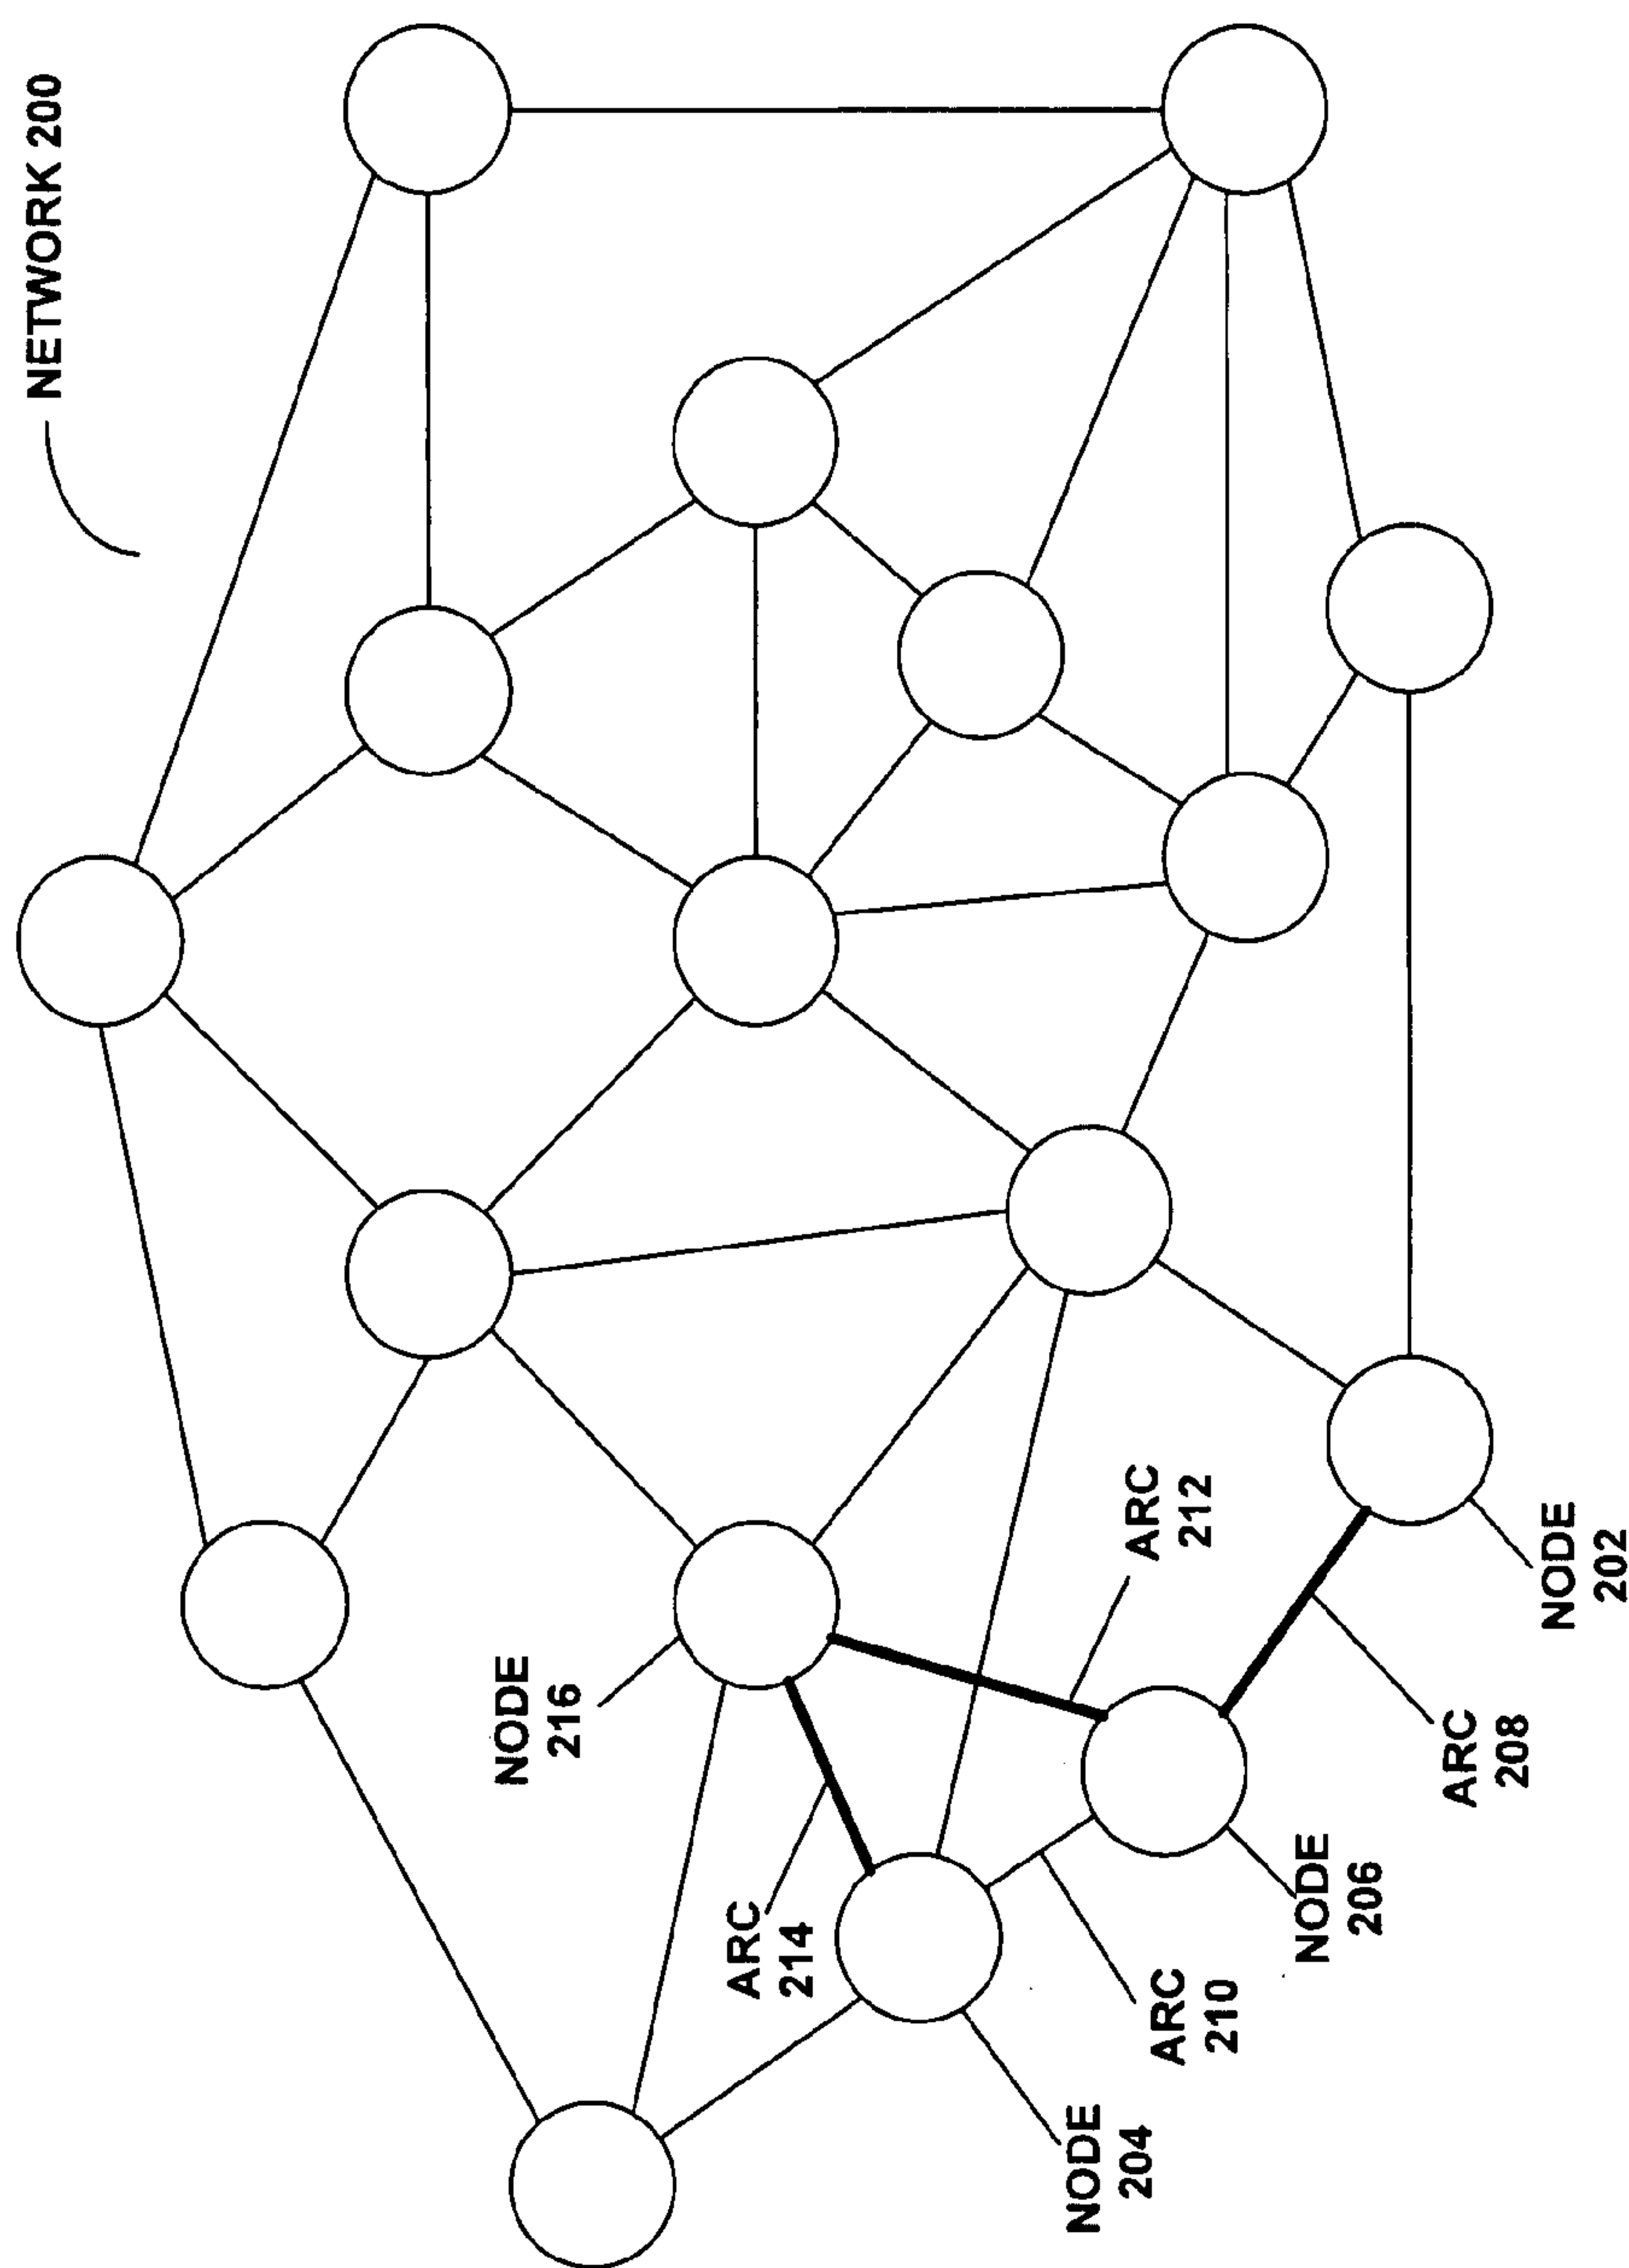 NETWORK 200
NODE
216
ARC
214
NODE
204
ARC
210
NODE
206
ARC
212
ARC
208
NODE
202